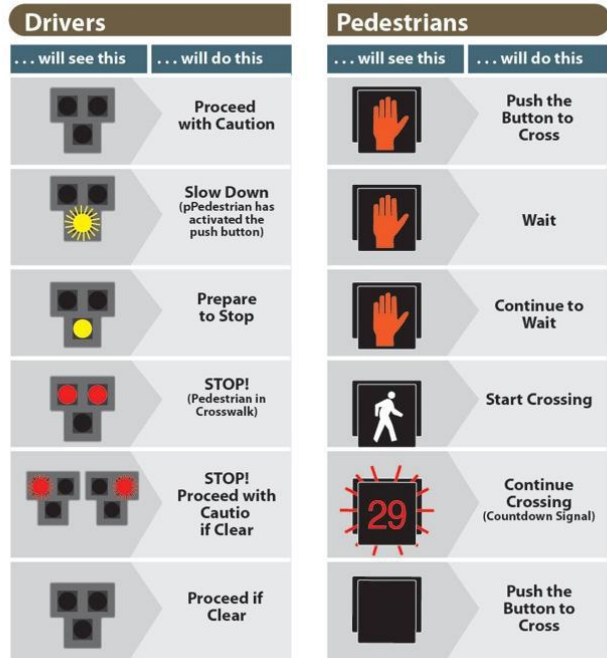 Drivers
... will see this
... will do this
Proceed
with Caution
Slow Down
(pPedestrian has
activated the
push button)
Prepare
to Stop
STOP!
(Pedestrian in
Crosswalk)
STOP!
Proceed with
Cautio
if Clear
Proceed if
Clear
Pedestrians
... will see this
... will do this
Push the
Button to
Cross
Wait
Continue to
Wait
Start Crossing
29
Continue
Crossing
(Countdown Signal)
Push the
Button to
Cross